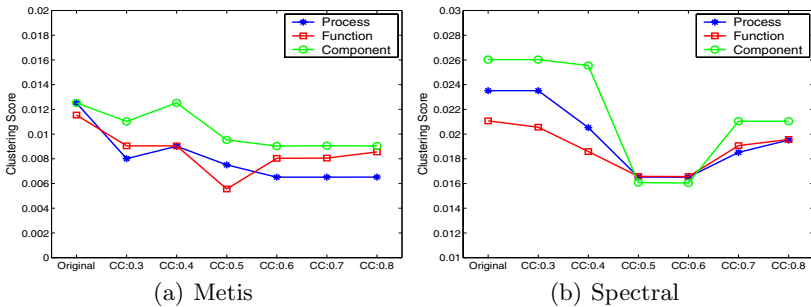 0.02
0.018
0.016
0.014
0.012
0.01
0.008
0.006
0.004
0.002
0
Clustering Score
Process
Function
Component
Original CC:0.3 CC:0.4 CC:0.5 CC:0.6 CC:0.7 CC:0.8
(a) Metis
0.03
0.028
0.026
0.024
0.022
0.02
0.018
0.016
0.014
0.012
0.01
Clustering Score
Process
Function
Component
Original CC:0.3 CC:0.4 CC:0.5 CC:0.6 CC:0.7 CC:0.8
(b) Spectral